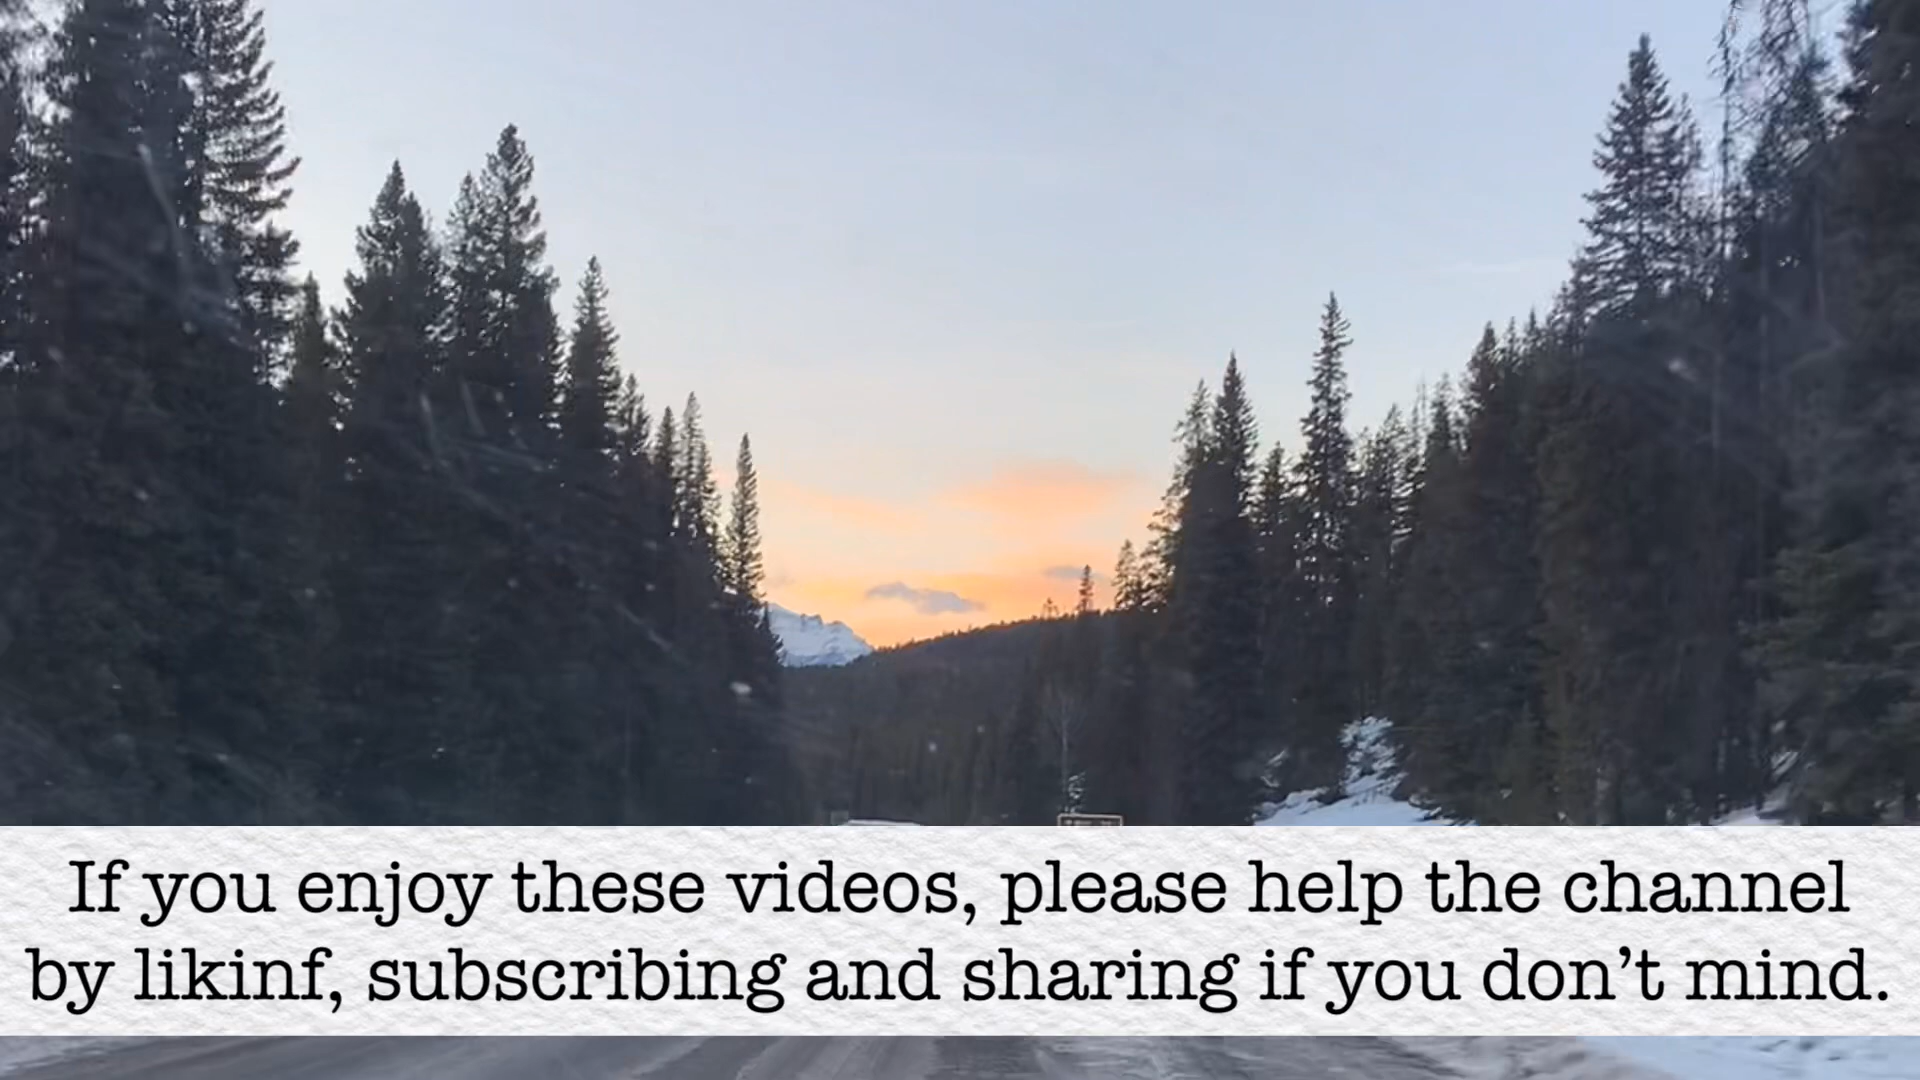 If you enjoy these videos, please help the channel
by likinf, subscribing and sharing if you don’t mind.